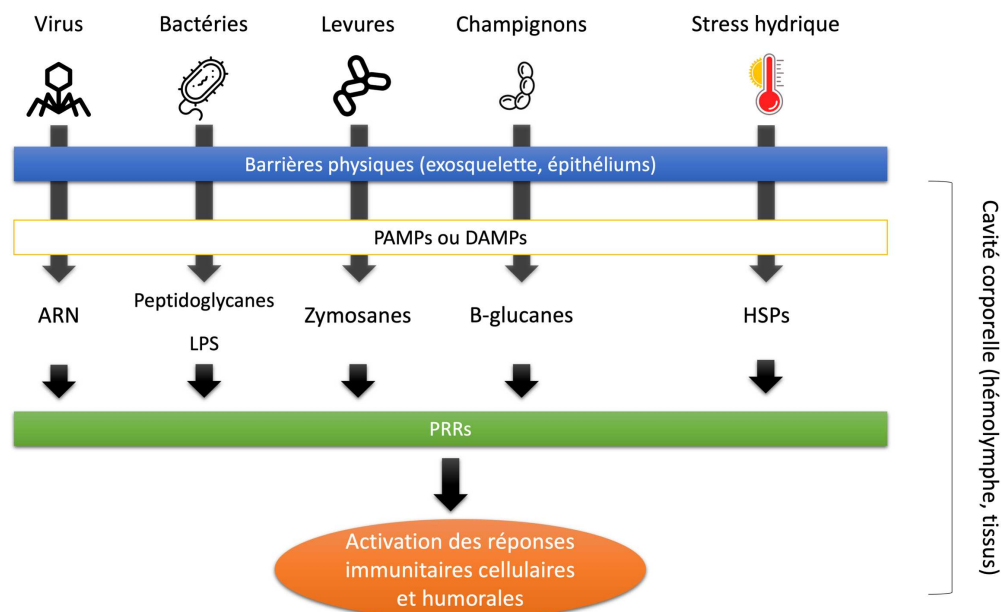 Virus
Bactéries
Levures
Champignons
Stress hydrique
Barrières physiques (exosquelette, épithéliums)
PAMPs ou DAMPs
ARN
Peptidoglycanes
LPS
Zymosanes
B-glucanes
HSPs
PRRs
Activation des réponses
immunitaires cellulaires
et humorales
Cavité corporelle (hémolymphe, tissus)